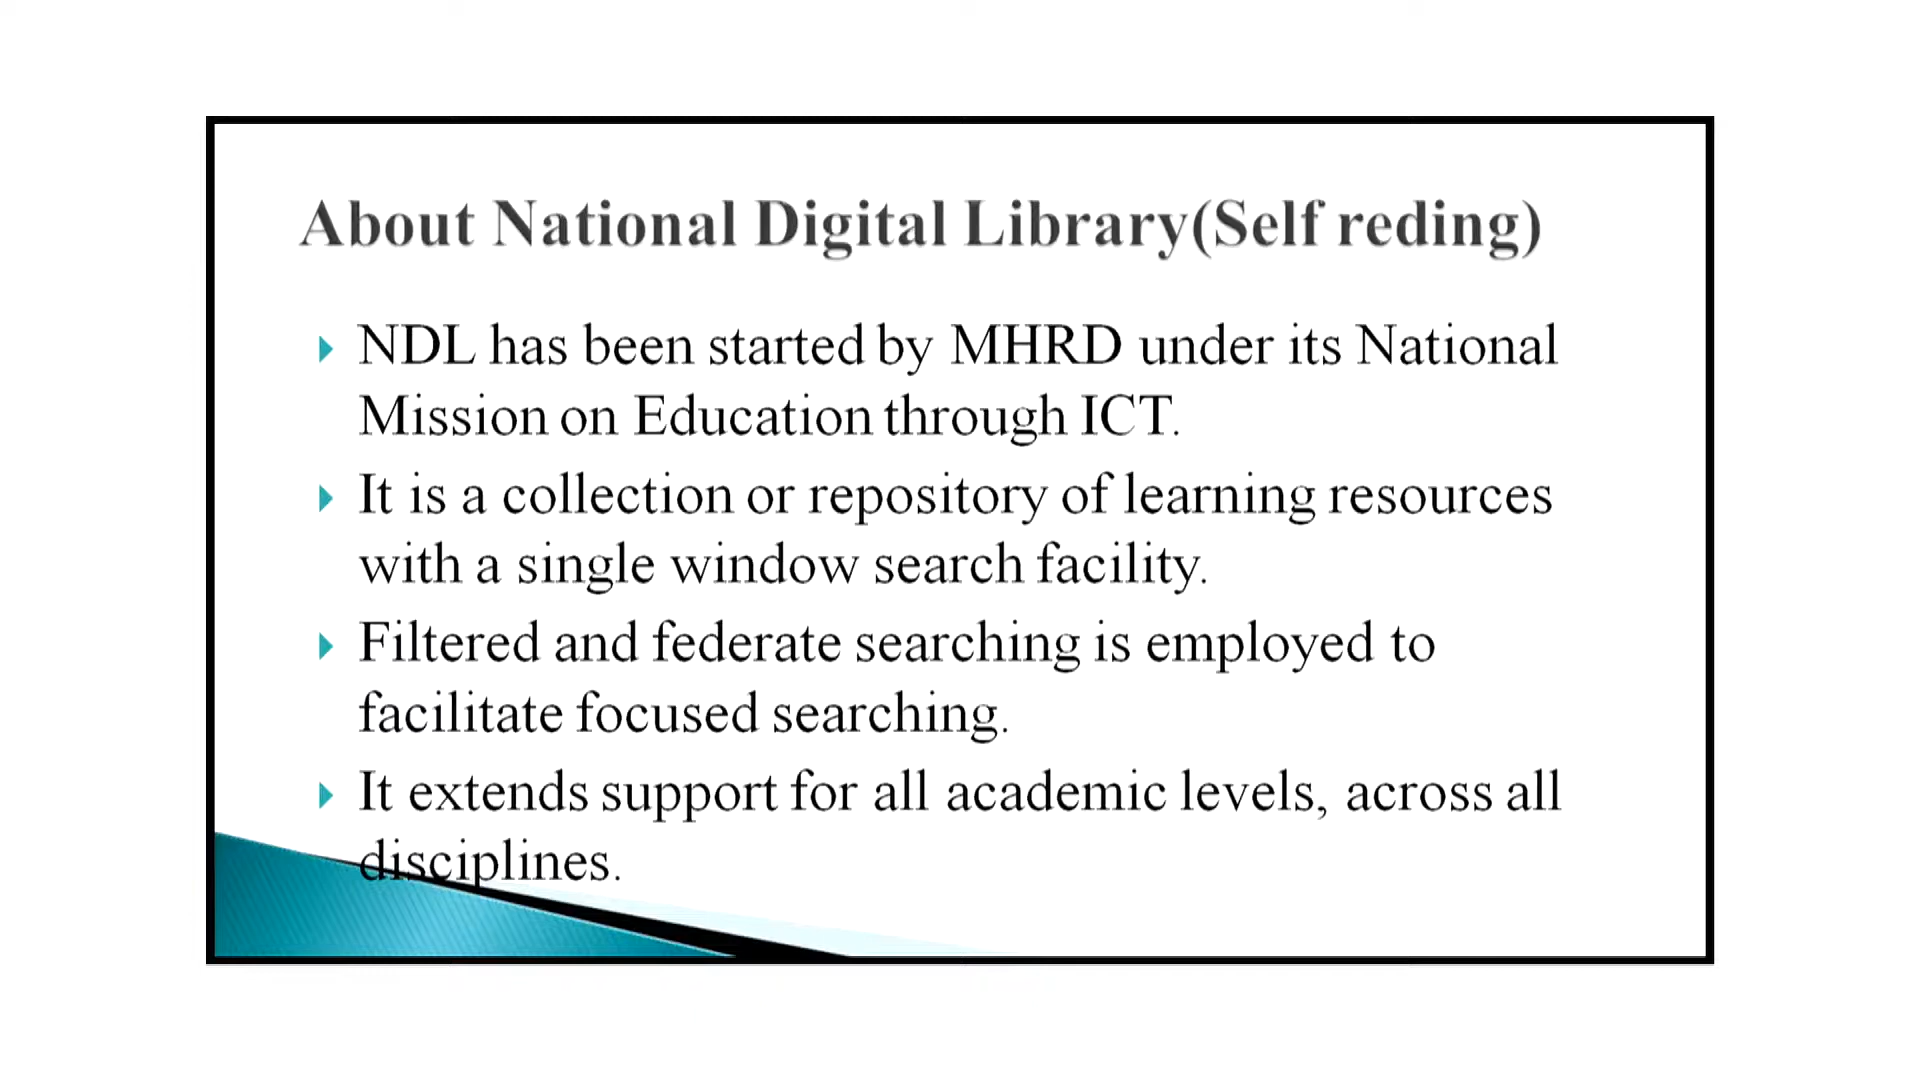 About National Digital Library(Self reding)
NDL has been started by MHRD under its National
Mission on Education through ICT.
It is a collection or repository of learning resources
with a single window search facility.
Filtered and federate searching is employed to
facilitate focused searching.
It extends support for all academic levels, across all
disciplines.